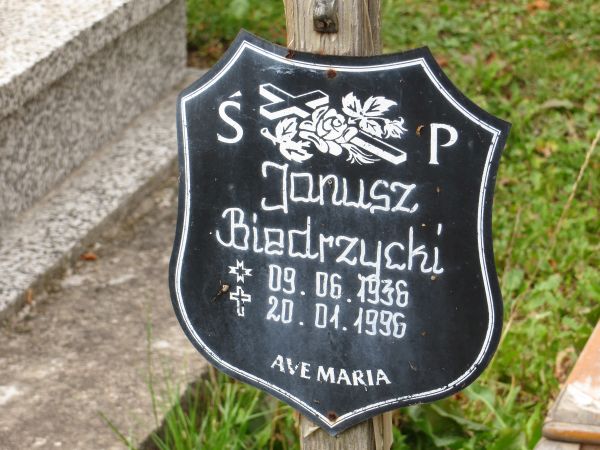 Ś P
Janusz
Biedrzycki
09.06.1936
20.01.1996
AVE MARIA